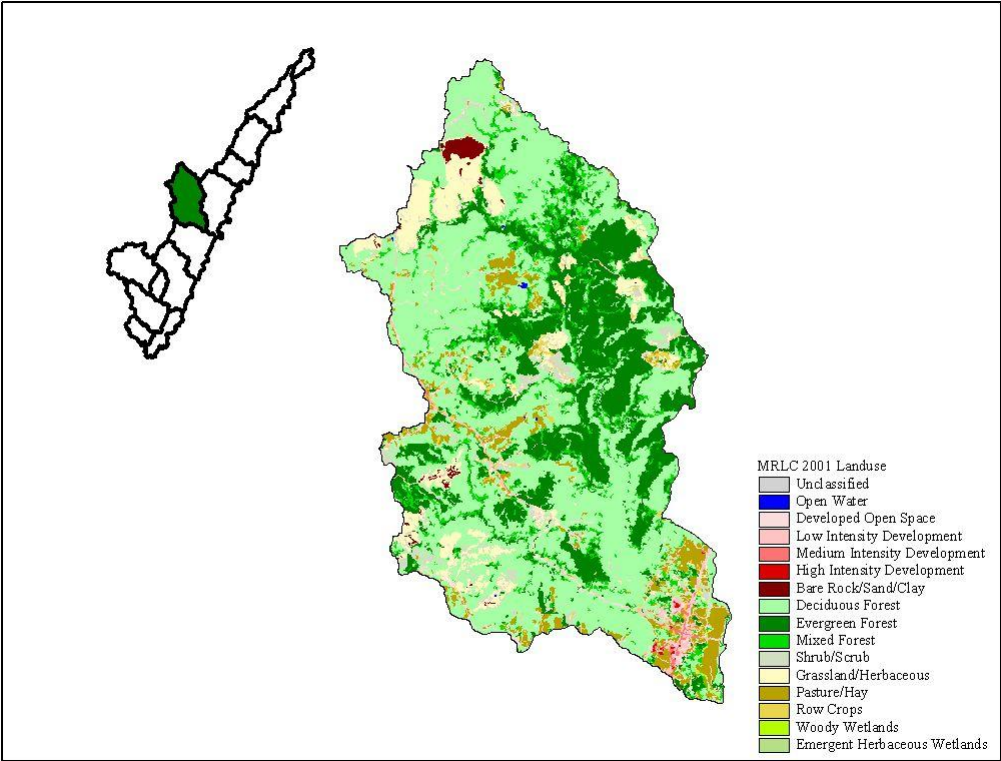 MRLC 2001 Landuse
Unclassified
Open Water
Developed Open Space
Low Intensity Development
Medium Intensity Development
High Intensity Development
Bare Rock/Sand/Clay
Deciduous Forest
Evergreen Forest
Mixed Forest
Shrub/Scrub
Grassland/Herbaceous
Pasture/Hay
Row Crops
Woody Wetlands
Emergent Herbaceous Wetlands